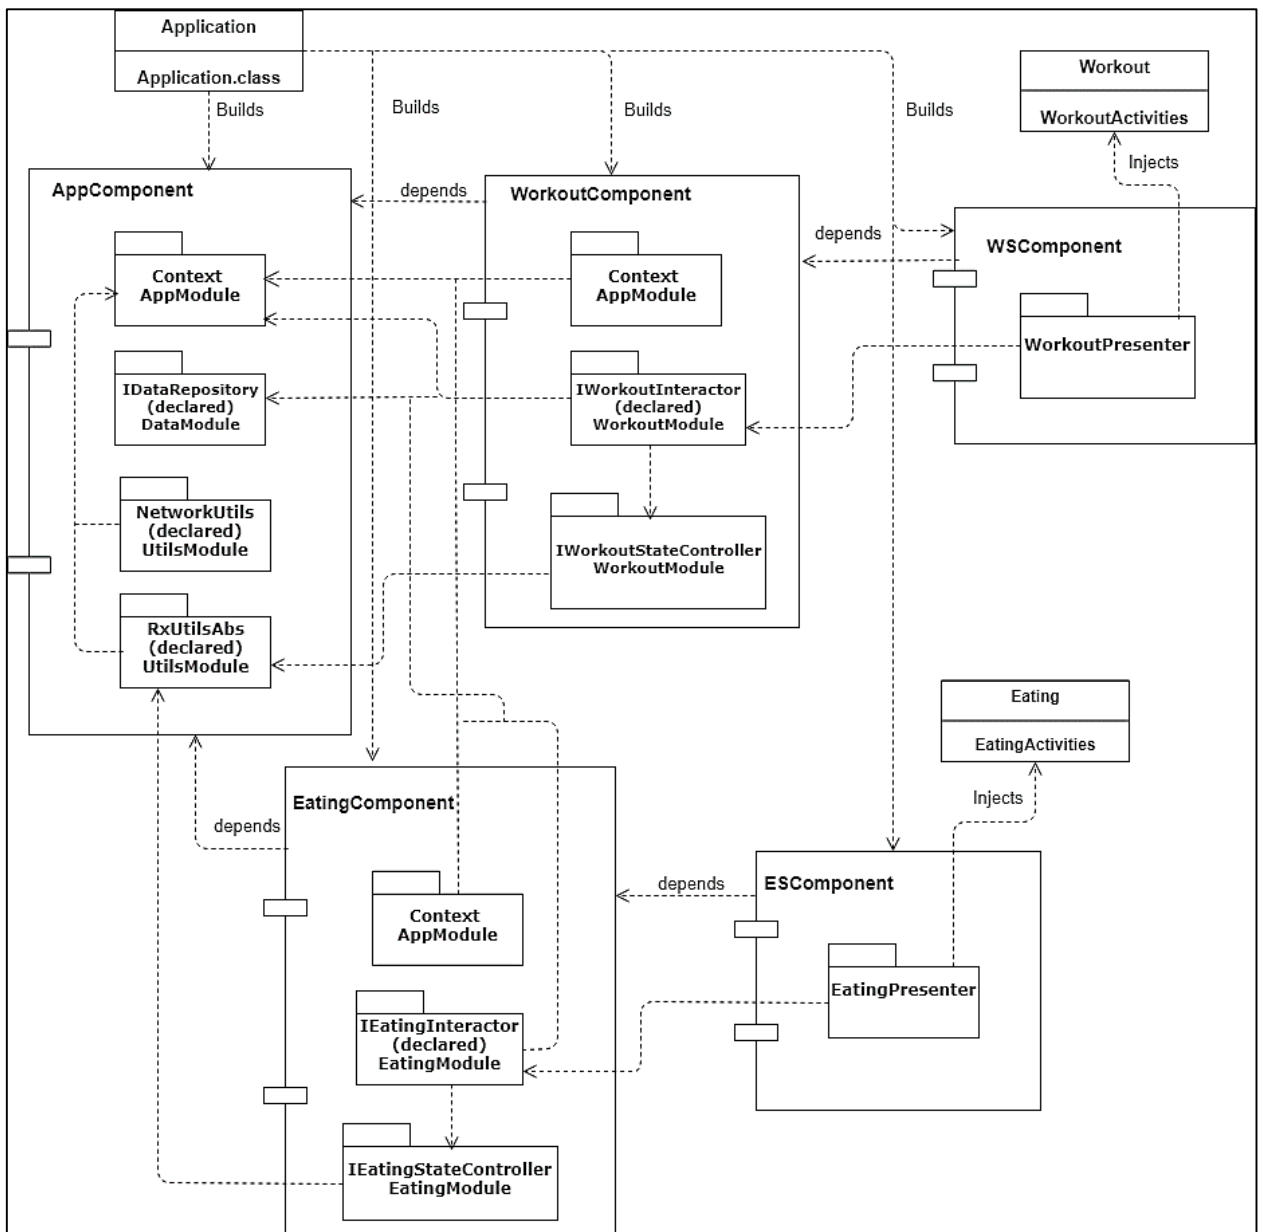 Application
Application.class
Builds
Builds
Builds
Builds
Workout
WorkoutActivities
Injects
AppComponent
depends
WorkoutComponent
depends
WSComponent
Context
AppModule
Context
AppModule
WorkoutPresenter
IDataRepository
(declared)
DataModule
IWorkoutInteractor
(declared)
WorkoutModule
NetworkUtils
(declared)
UtilsModule
IWorkoutStateController
WorkoutModule
RxUtilsAbs
(declared)
UtilsModule
Eating
EatingActivities
Injects
EatingComponent
depends
depends
ESComponent
Context
AppModule
EatingPresenter
IEatingInteractor
(declared)
EatingModule
IEatingStateController
EatingModule